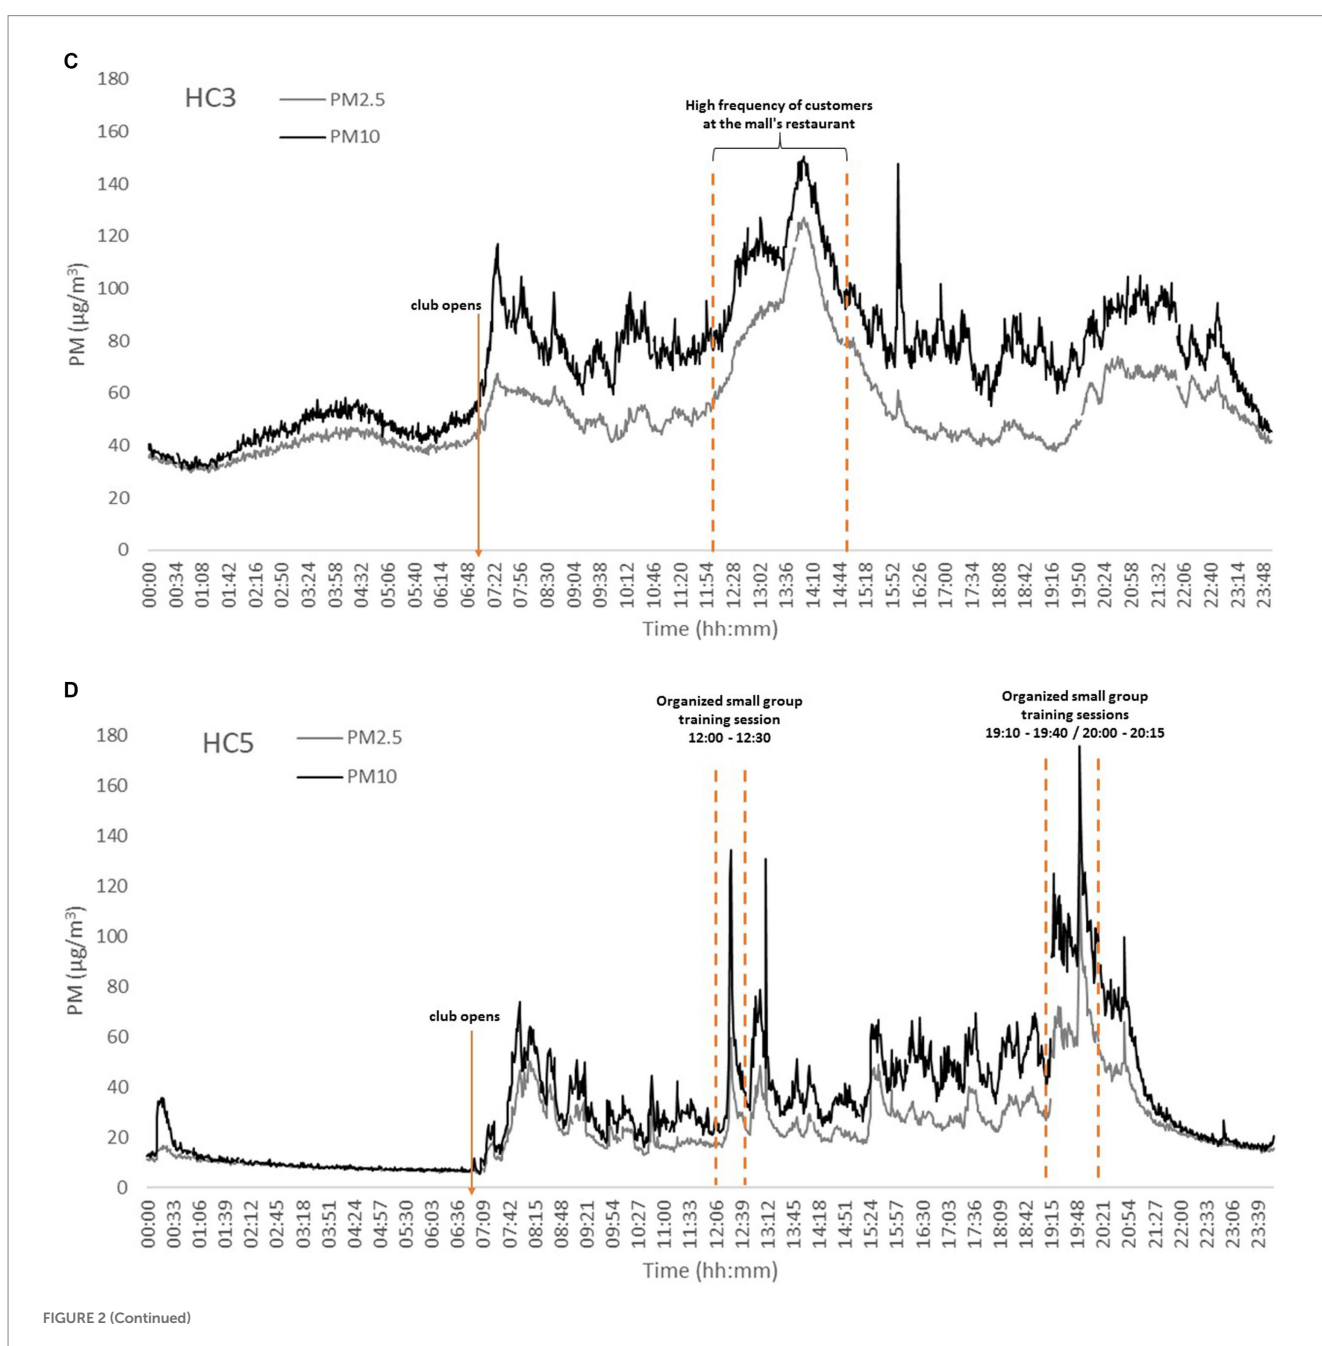 C
HC3
PM2.5
PM10
High frequency of customers
at the mall's restaurant
club opens
180
160
140
120
100
80
60
40
20
0
PM (µg/m³)
00:00 00:34 01:08 01:42 02:16 02:50 03:24 03:58 04:32 05:06 05:40 06:14 06:48 07:22 07:56 08:30 09:04 09:38 10:12 10:46 11:20 11:54 12:28 13:02 13:36 14:10 14:44 15:18 15:52 16:26 17:00 17:34 18:08 18:42 19:16 19:50 20:24 20:58 21:32 22:06 22:40 23:14 23:48
Time (hh:mm)
D
HC5
PM2.5
PM10
Organized small group
training session
12:00 - 12:30
Organized small group
training sessions
19:10 - 19:40 / 20:00 - 20:15
club opens
180
160
140
120
100
80
60
40
20
0
PM (µg/m³)
00:00 00:33 01:06 01:39 02:12 02:45 03:18 03:51 04:24 04:57 05:30 06:03 06:36 07:09 07:42 08:15 08:48 09:21 09:54 10:27 11:00 11:33 12:06 12:39 13:12 13:45 14:18 14:51 15:24 15:57 16:30 17:03 17:36 18:09 18:42 19:15 19:48 20:21 20:54 21:27 22:00 22:33 23:06 23:39
Time (hh:mm)
FIGURE 2 (Continued)